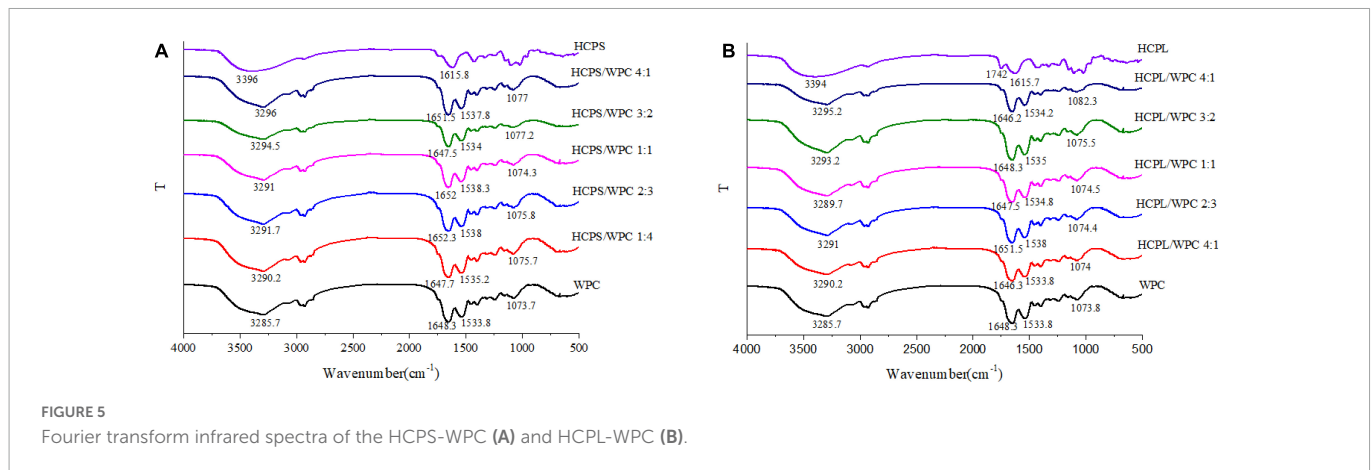 A
HCPS
3396
1615.8
HCPS/WPC 4:1
3296
1651.5
1537.8
1077
HCPS/WPC 3:2
3294.5
1647.5
1534
1077.2
HCPS/WPC 1:1
3291
1652
1538.3
1074.3
HCPS/WPC 2:3
3291.7
1652.3
1538
1075.8
HCPS/WPC 1:4
3290.2
1647.7
1535.2
1075.7
WPC
3285.7
1648.3
1533.8
1073.7
T
4000 3500 3000 2500 2000 1500 1000 500
Wavenumber(cm⁻¹)
B
HCPL
3394
1742
1615.7
HCPL/WPC 4:1
3295.2
1646.2
1534.2
1082.3
HCPL/WPC 3:2
3293.2
1648.3
1535
1075.5
HCPL/WPC 1:1
3289.7
1647.5
1534.8
1074.5
HCPL/WPC 2:3
3291
1651.5
1538
1074.4
HCPL/WPC 4:1
3290.2
1646.3
1533.8
1074
WPC
3285.7
1648.3
1533.8
1073.8
T
4000 3500 3000 2500 2000 1500 1000 500
Wavenumber(cm⁻¹)
FIGURE 5
Fourier transform infrared spectra of the HCPS-WPC (A) and HCPL-WPC (B).